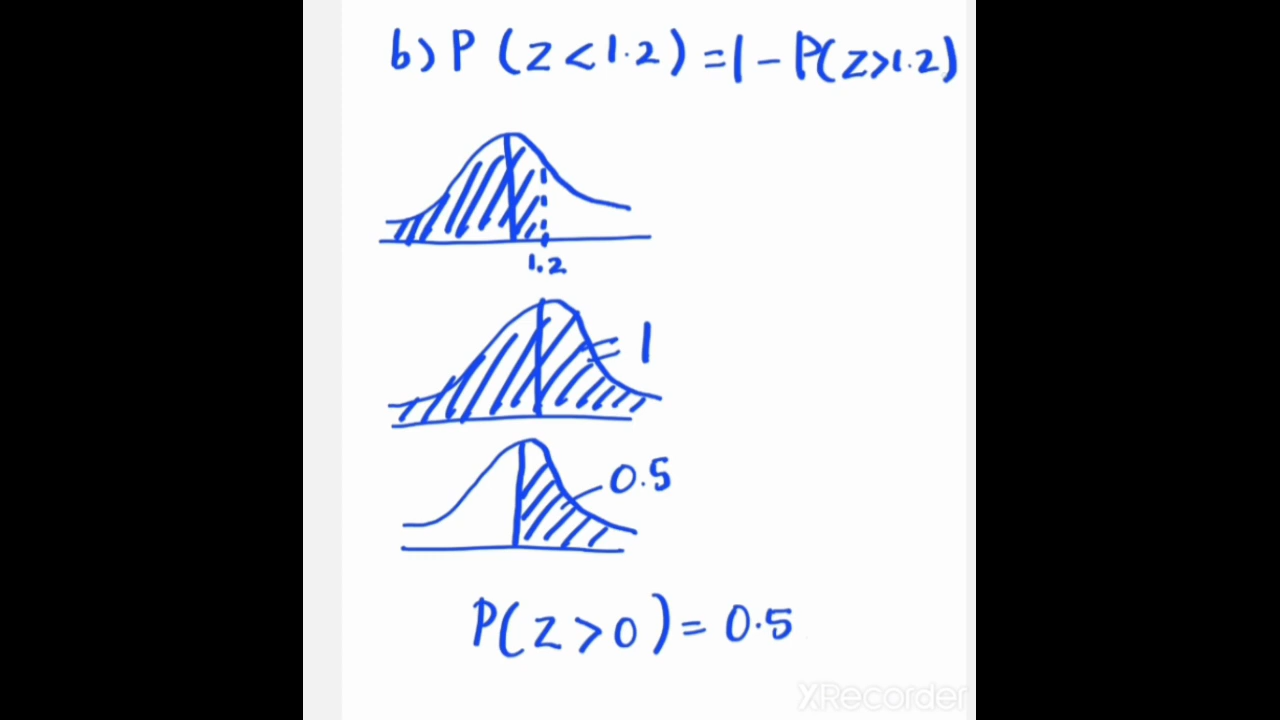 b) P (Z < 1.2) = 1 - P(Z>1.2)
1.2
= 1
0.5
P(Z > 0) = 0.5
XRecorder